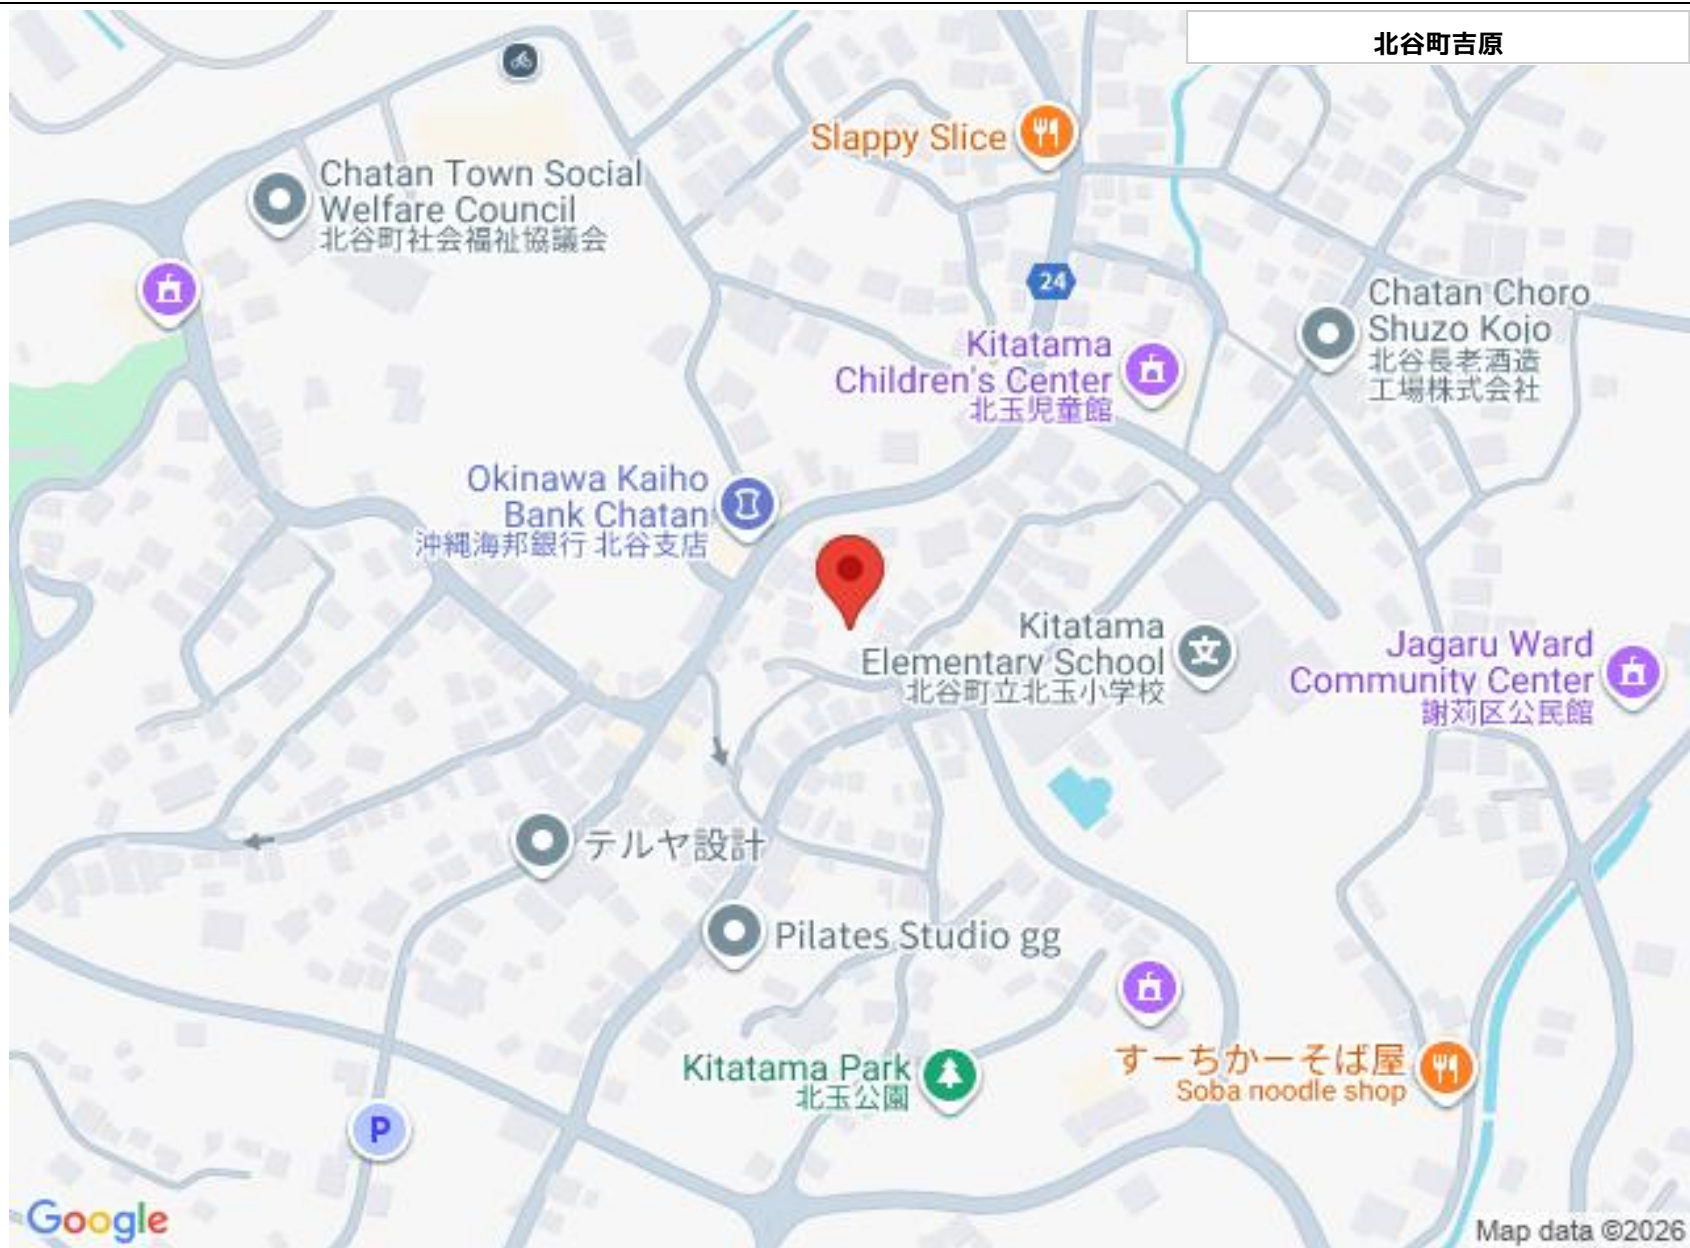 北谷町吉原
Slappy Slice
Chatan Town Social
Welfare Council
北谷町社会福祉協議会
24
Chatan Choro
Shuzo Kojo
北谷長老酒造
工場株式会社
Kitatama
Children's Center
北玉児童館
Okinawa Kaiho
Bank Chatan
沖縄海邦銀行 北谷支店
Kitatama
Elementary School
北谷町立北玉小学校
文
Jagaru Ward
Community Center
謝苅区公民館
テルヤ設計
Pilates Studio gg
Kitatama Park
北玉公園
すーちかーそば屋
Soba noodle shop
P
Google
Map data ©2026